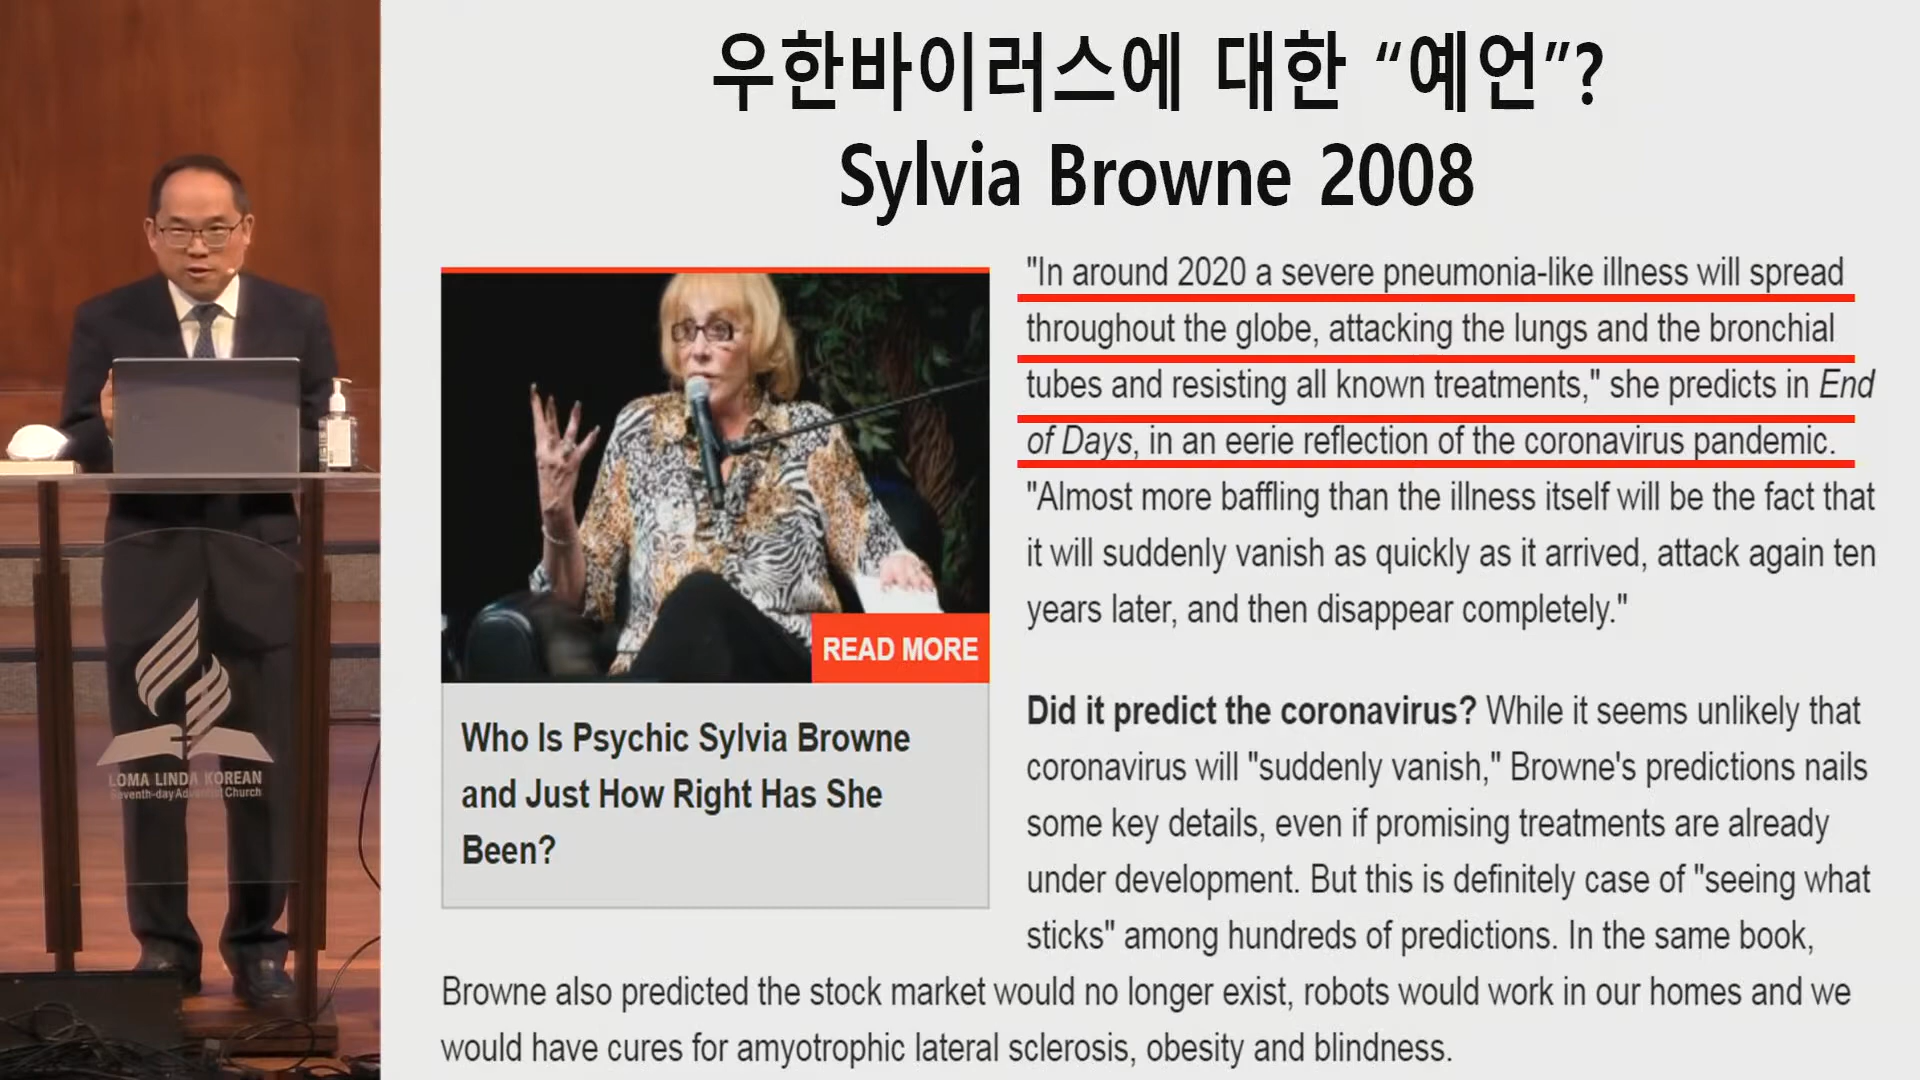 우한바이러스에 대한 “예언”?
Sylvia Browne 2008
"In around 2020 a severe pneumonia-like illness will spread
throughout the globe, attacking the lungs and the bronchial
tubes and resisting all known treatments," she predicts in End
of Days, in an eerie reflection of the coronavirus pandemic.
"Almost more baffling than the illness itself will be the fact that
it will suddenly vanish as quickly as it arrived, attack again ten
years later, and then disappear completely."
READ MORE
Who Is Psychic Sylvia Browne
and Just How Right Has She
Been?
Did it predict the coronavirus? While it seems unlikely that
coronavirus will "suddenly vanish," Browne's predictions nails
some key details, even if promising treatments are already
under development. But this is definitely case of "seeing what
sticks" among hundreds of predictions. In the same book,
Browne also predicted the stock market would no longer exist, robots would work in our homes and we
would have cures for amyotrophic lateral sclerosis, obesity and blindness.
LOMA LINDA KOREAN
Seventh-day Adventist Church